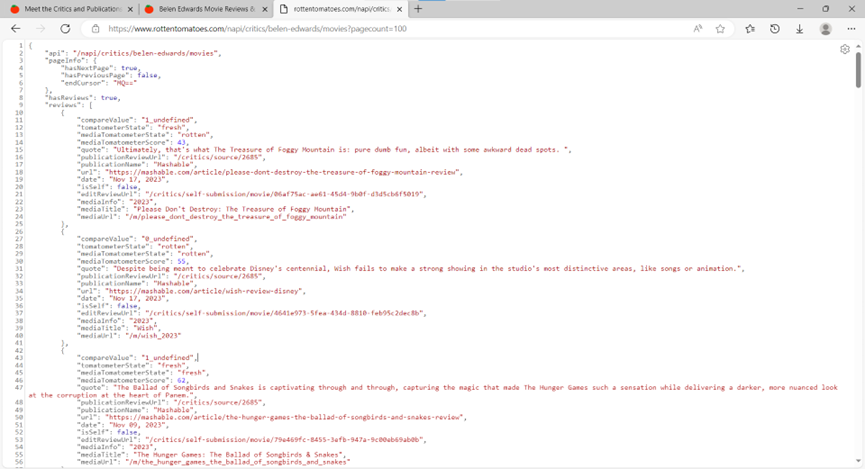 Meet the Critics and Publication
Belen Edwards Movie Reviews &
rottentomatoes.com/napi/critics/
https://www.rottentomatoes.com/napi/critics/belen-edwards/movies?pagecount=100
1 {
2 "api": "/napi/critics/belen-edwards/movies",
3 "pageInfo": {
4 "hasNextPage": true,
5 "hasPreviousPage": false,
6 "endCursor": "MQ=="
7 },
8 "hasReviews": true,
9 "reviews": [
10 {
11 "compareValue": "1_undefined",
12 "tomatometerState": "fresh",
13 "mediaTomatometerState": "rotten",
14 "mediaTomatometerScore": 43,
15 "quote": "Ultimately, that's what The Treasure of Foggy Mountain is: pure dumb fun, albeit with some awkward dead spots. ",
16 "publicationReviewUrl": "/critics/source/2685",
17 "publicationName": "Mashable",
18 "url": "https://mashable.com/article/please-dont-destroy-the-treasure-of-foggy-mountain-review",
19 "date": "Nov 17, 2023",
20 "isSelf": false,
21 "editReviewUrl": "/critics/self-submission/movie/06af75ac-ae61-45d4-9b0f-d3d5cb6f5019",
22 "mediaInfo": "2023",
23 "mediaTitle": "Please Don't Destroy: The Treasure of Foggy Mountain",
24 "mediaUrl": "/m/please_dont_destroy_the_treasure_of_foggy_mountain"
25 },
26 {
27 "compareValue": "0_undefined",
28 "tomatometerState": "rotten",
29 "mediaTomatometerState": "rotten",
30 "mediaTomatometerScore": 55,
31 "quote": "Despite being meant to celebrate Disney's centennial, Wish fails to make a strong showing in the studio's most distinctive areas, like songs or animation.",
32 "publicationReviewUrl": "/critics/source/2685",
33 "publicationName": "Mashable",
34 "url": "https://mashable.com/article/wish-review-disney",
35 "date": "Nov 17, 2023",
36 "isSelf": false,
37 "editReviewUrl": "/critics/self-submission/movie/4641e973-5fea-434d-8810-feb95c2dec8b",
38 "mediaInfo": "2023",
39 "mediaTitle": "Wish",
40 "mediaUrl": "/m/wish_2023"
41 },
42 {
43 "compareValue": "1_undefined",
44 "tomatometerState": "fresh",
45 "mediaTomatometerState": "fresh",
46 "mediaTomatometerScore": 62,
47 "quote": "The Ballad of Songbirds and Snakes is captivating through and through, capturing the magic that made The Hunger Games such a sensation while delivering a darker, more nuanced look
at the corruption at the heart of Panem.",
48 "publicationReviewUrl": "/critics/source/2685",
49 "publicationName": "Mashable",
50 "url": "https://mashable.com/article/the-hunger-games-the-ballad-of-songbirds-and-snakes-review",
51 "date": "Nov 09, 2023",
52 "isSelf": false,
53 "editReviewUrl": "/critics/self-submission/movie/79e469fc-8455-3efb-947a-9c00eb69ab0b",
54 "mediaInfo": "2023",
55 "mediaTitle": "The Hunger Games: The Ballad of Songbirds & Snakes",
56 "mediaUrl": "/m/the_hunger_games_the_ballad_of_songbirds_and_snakes"